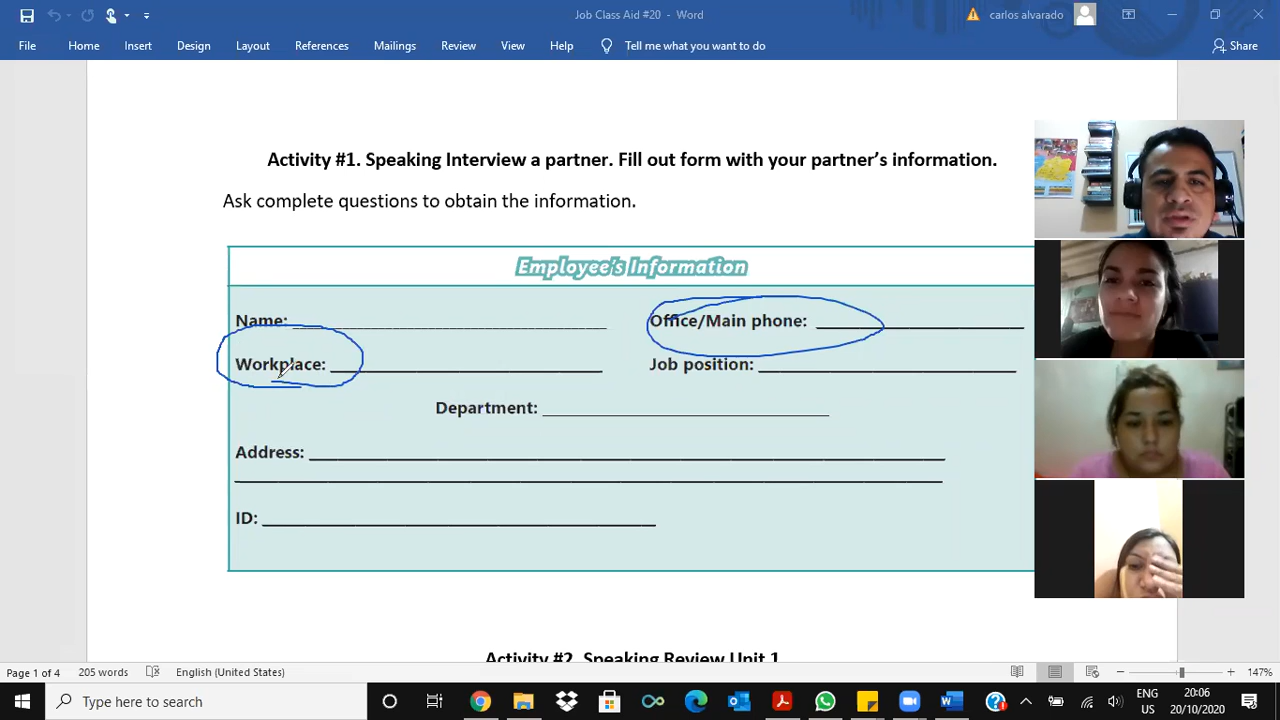 Job Class Aid #20 - Word
carlos alvarado
File Home Insert Design Layout References Mailings Review View Help Tell me what you want to do Share
Activity #1. Speaking Interview a partner. Fill out form with your partner's information.
Ask complete questions to obtain the information.
Employee's Information
Name: Office/Main phone:
Workplace: Job position:
Department:
Address:
ID:
Activity #2. Speaking Review Unit 1
Page 1 of 4 205 words English (United States) 147%
Type here to search
ENG 20:06
US 20/10/2020